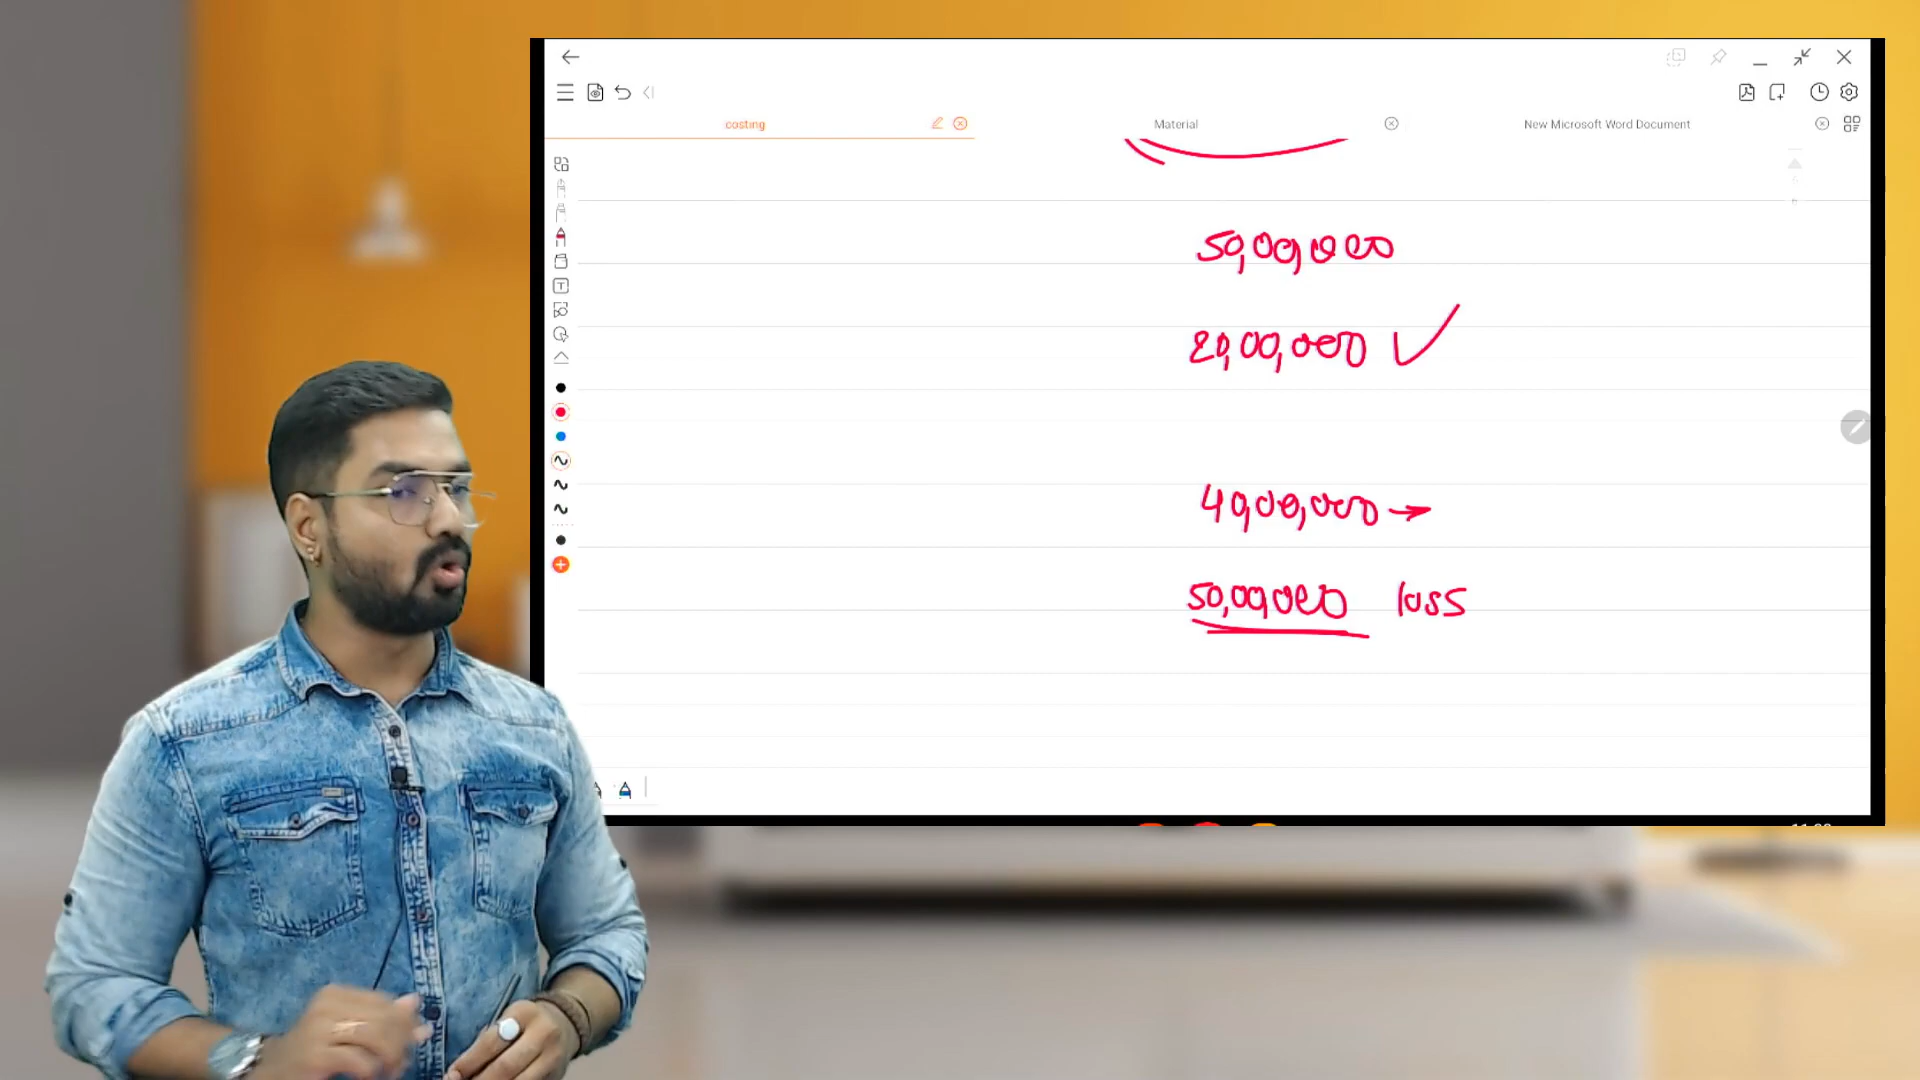 costing
Material
New Microsoft Word Document
50,00,000
20,00,000
40,00,000
50,00,000 loss